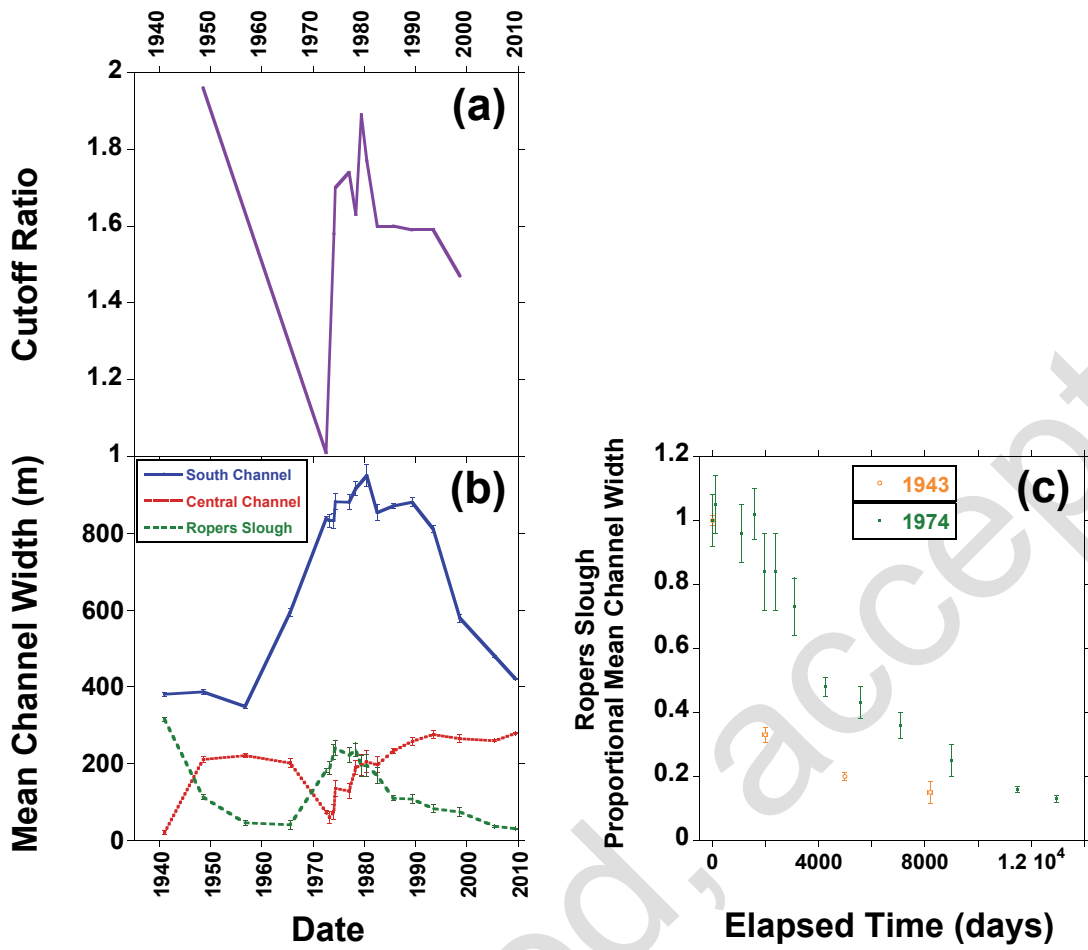 1940 1950 1960 1970 1980 1990 2000 2010
2
1.8
1.6
1.4
1.2
1
Cutoff Ratio
(a)
800
600
400
200
0
Mean Channel Width (m)
South Channel
Central Channel
Ropers Slough
(b)
1940 1950 1960 1970 1980 1990 2000 2010
Date
1.2
1
0.8
0.6
0.4
0.2
0
Ropers Slough
Proportional Mean Channel Width
1943
1974
(c)
0 4000 8000 1.2 10⁴
Elapsed Time (days)
d, accept